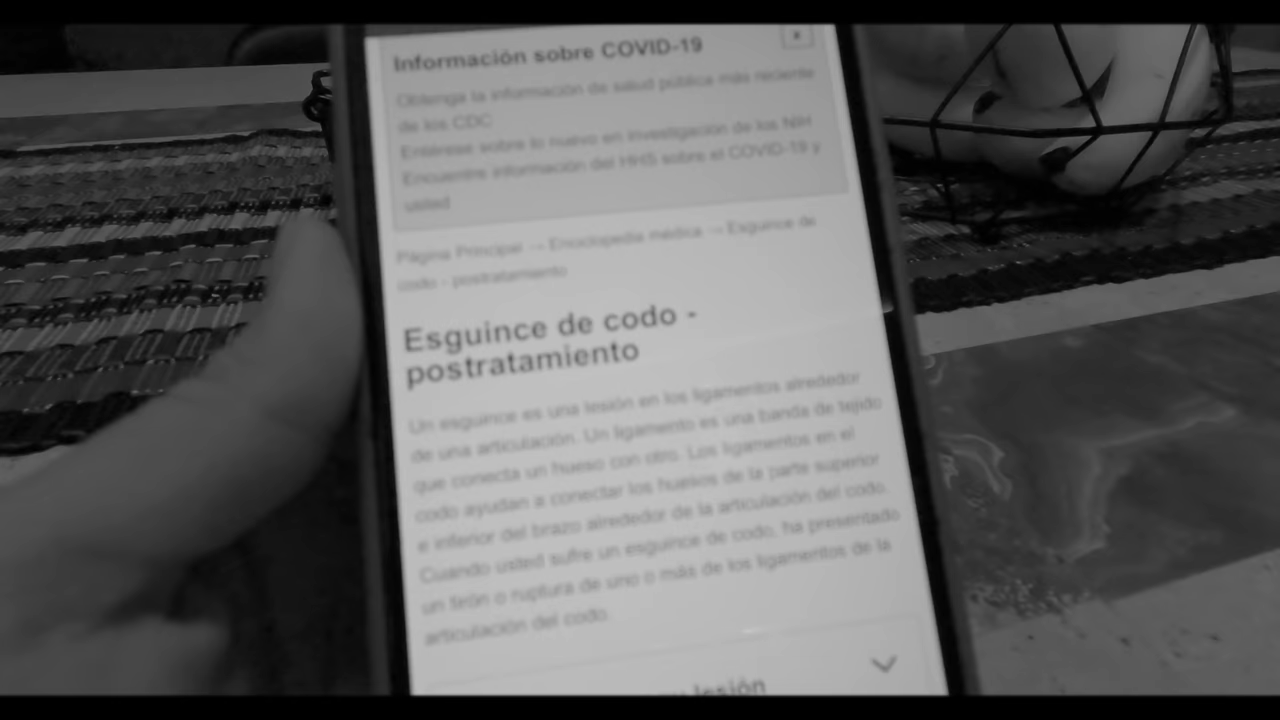 Información sobre COVID-19
x
Obtenga la información de salud pública más reciente
de los CDC
Entérese sobre lo nuevo en investigación de los NIH
Encuentre información del HHS sobre el COVID-19 y
usted
Página Principal → Enciclopedia médica → Esguince de
codo - postratamiento
Esguince de codo -
postratamiento
Un esguince es una lesión en los ligamentos alrededor
de una articulación. Un ligamento es una banda de tejido
que conecta un hueso con otro. Los ligamentos en el
codo ayudan a conectar los huesos de la parte superior
e inferior del brazo alrededor de la articulación del codo.
Cuando usted sufre un esguince de codo, ha presentado
un tirón o ruptura de uno o más de los ligamentos de la
articulación del codo.
lesión